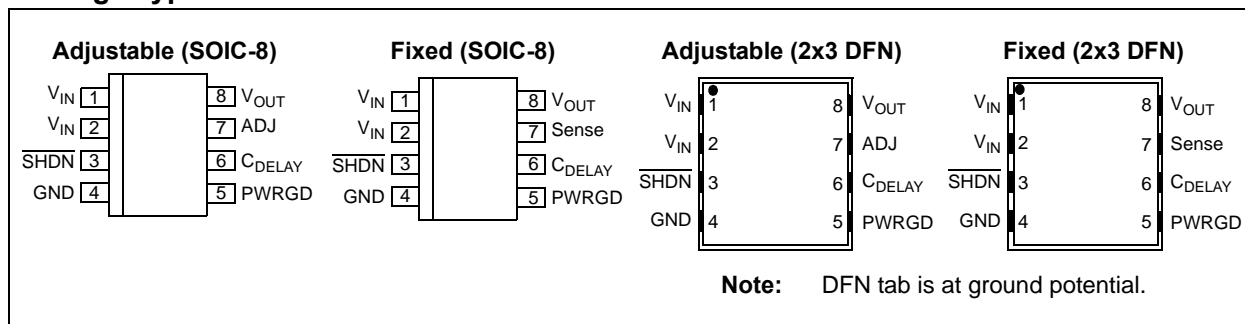 Adjustable (SOIC-8)
VIN 1
VIN 2
SHDN 3
GND 4
8 VOUT
7 ADJ
6 CDELAY
5 PWRGD
Fixed (SOIC-8)
VIN 1
VIN 2
SHDN 3
GND 4
8 VOUT
7 Sense
6 CDELAY
5 PWRGD
Adjustable (2x3 DFN)
VIN 1
VIN 2
SHDN 3
GND 4
8 VOUT
7 ADJ
6 CDELAY
5 PWRGD
Fixed (2x3 DFN)
VIN 1
VIN 2
SHDN 3
GND 4
8 VOUT
7 Sense
6 CDELAY
5 PWRGD
Note: DFN tab is at ground potential.